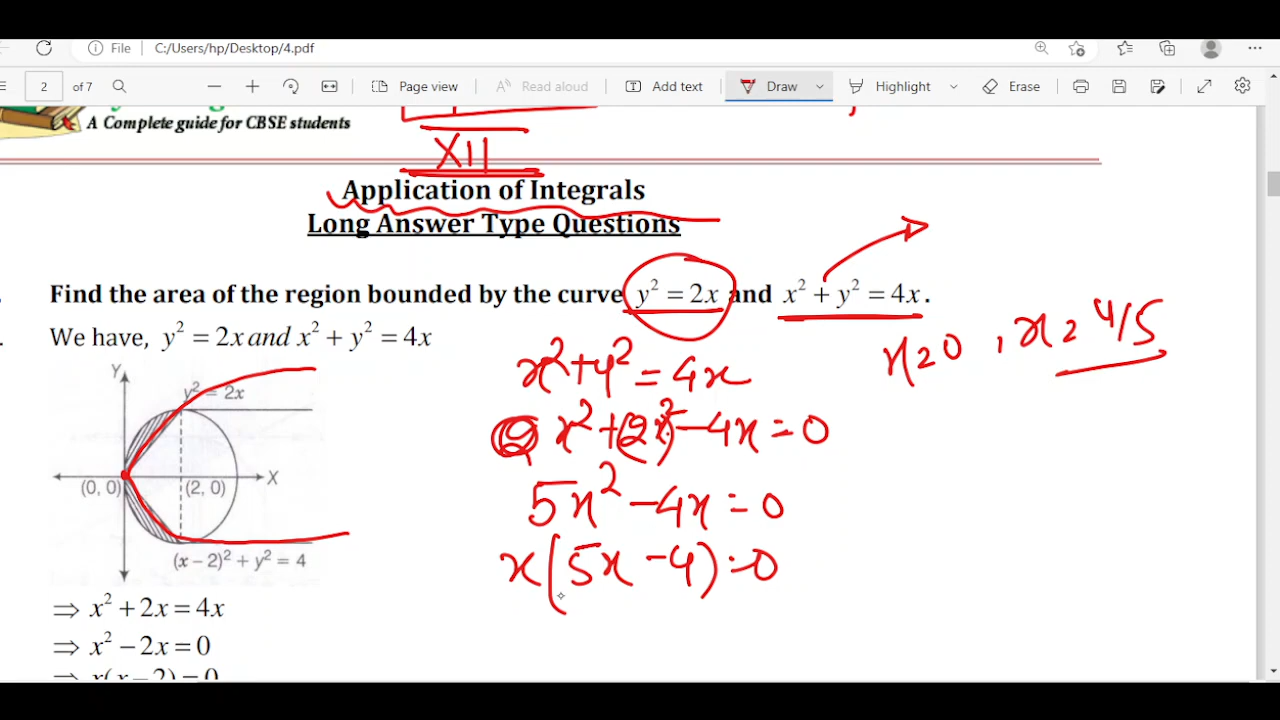 File | C:/Users/hp/Desktop/4.pdf
2 of 7 Page view Read aloud Add text Draw Highlight Erase
A Complete guide for CBSE students
XII
Application of Integrals
Long Answer Type Questions
Find the area of the region bounded by the curve y² = 2x and x² + y² = 4x.
We have, y² = 2x and x² + y² = 4x
x=0, x=4/5
x²+y²=4x
x²+(2x)²-4x=0
5x²-4x=0
x(5x-4)=0
Y
y² = 2x
(0, 0) (2, 0) X
(x − 2)² + y² = 4
⇒ x² + 2x = 4x
⇒ x² − 2x = 0
⇒ x(x − 2) = 0